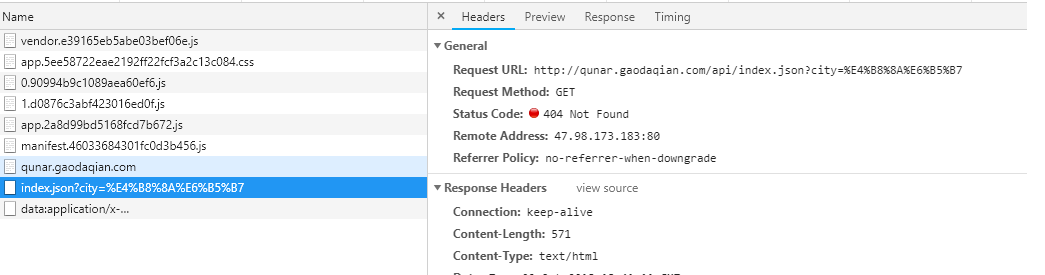 Name
vendor.e39165eb5abe03bef06e.js
app.5ee58722eae2192ff22fcf3a2c13c084.css
0.90994b9c1089aea60ef6.js
1.d0876c3abf423016ed0f.js
app.2a8d99bd5168fcd7b672.js
manifest.46033684301fc0d3b456.js
qunar.gaodaqian.com
index.json?city=%E4%B8%8A%E6%B5%B7
data:application/x-...
× Headers Preview Response Timing
General
Request URL: http://qunar.gaodaqian.com/api/index.json?city=%E4%B8%8A%E6%B5%B7
Request Method: GET
Status Code: 404 Not Found
Remote Address: 47.98.173.183:80
Referrer Policy: no-referrer-when-downgrade
Response Headers view source
Connection: keep-alive
Content-Length: 571
Content-Type: text/html